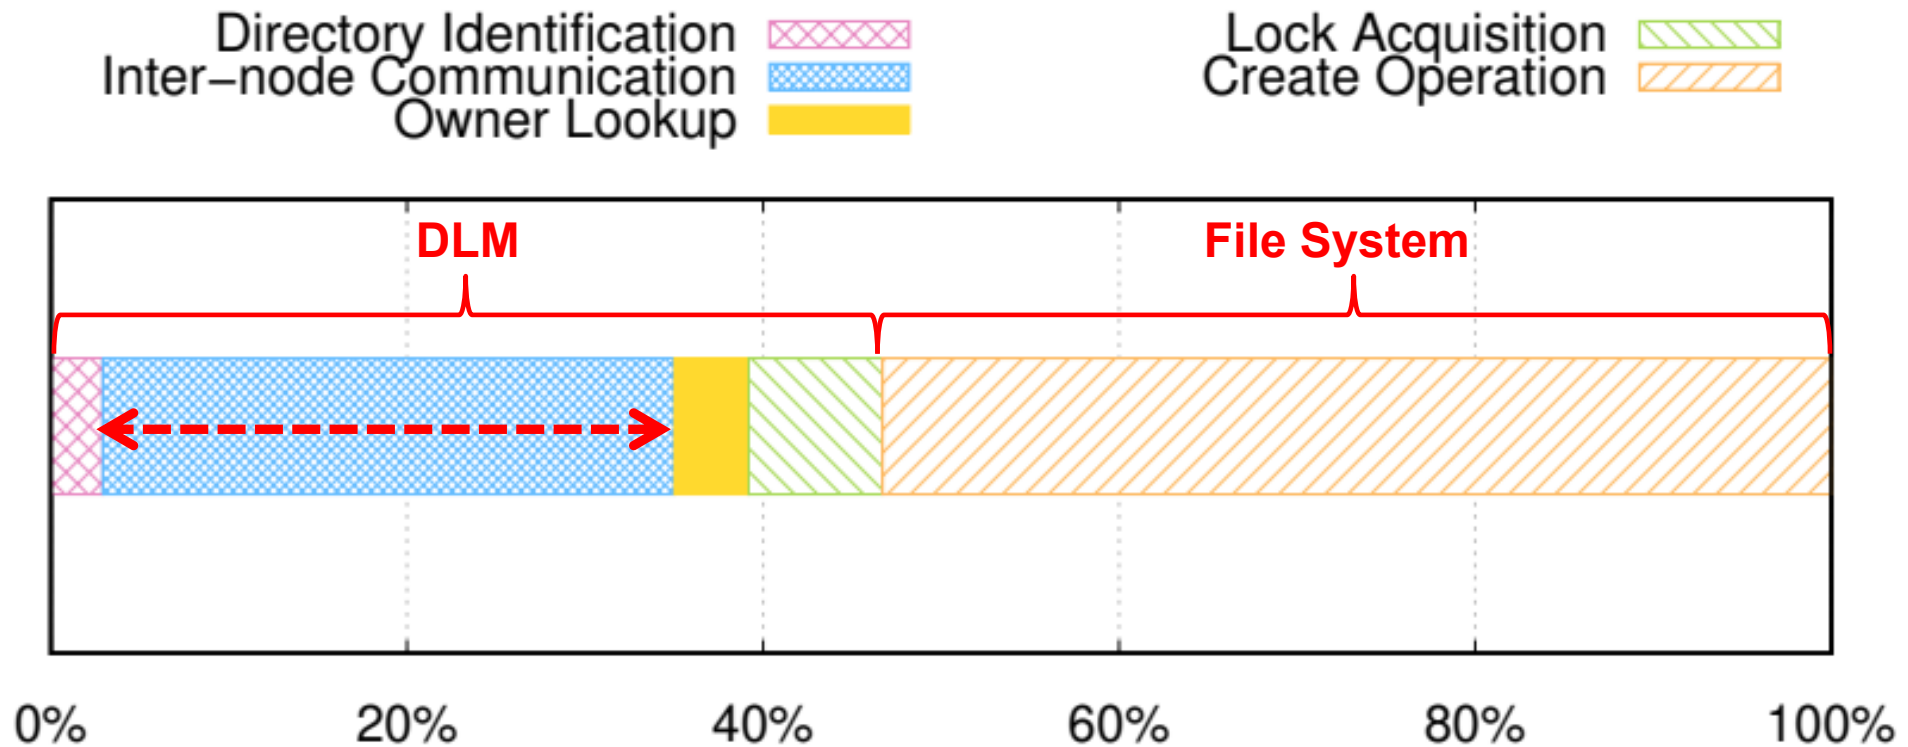 Directory Identification
Inter−node Communication
Owner Lookup
Lock Acquisition
Create Operation
DLM
File System
0% 20% 40% 60% 80% 100%